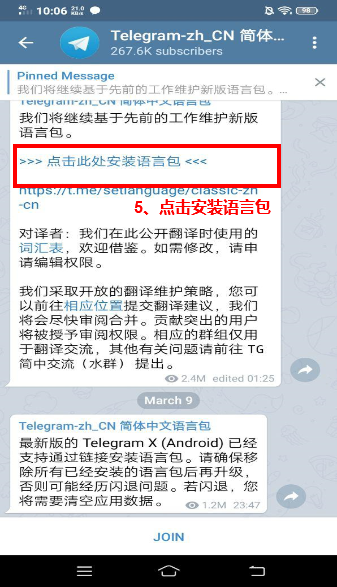 4G 10:06 21.0 KB/s 98
Telegram-zh_CN 简体...
267.6K subscribers
Pinned Message
我们将继续基于先前的工作维护新版语言包。...
Telegram-zh_CN 简体中文语言包
我们将继续基于先前的工作维护新版
语言包。
>>> 点击此处安装语言包 <<<
https://t.me/setlanguage/classic-zh
-cn
5、点击安装语言包
对译者：我们在此公开翻译时使用的
词汇表，欢迎借鉴。如需修改，请申
请编辑权限。
我们采取开放的翻译维护策略，您可
以前往相应位置提交翻译建议，我们
将会尽快审阅合并。贡献突出的用户
将被授予审阅权限。相应的群组仅用
于翻译交流，其他有关问题请前往 TG
简中交流（水群）提出。
2.4M edited 01:25
March 9
Telegram-zh_CN 简体中文语言包
最新版的 Telegram X (Android) 已经
支持通过链接安装语言包。请确保移
除所有已经安装的语言包后再升级，
否则可能经历闪退问题。若闪退，您
将需要清空应用数据。
1.2M 23:47
JOIN